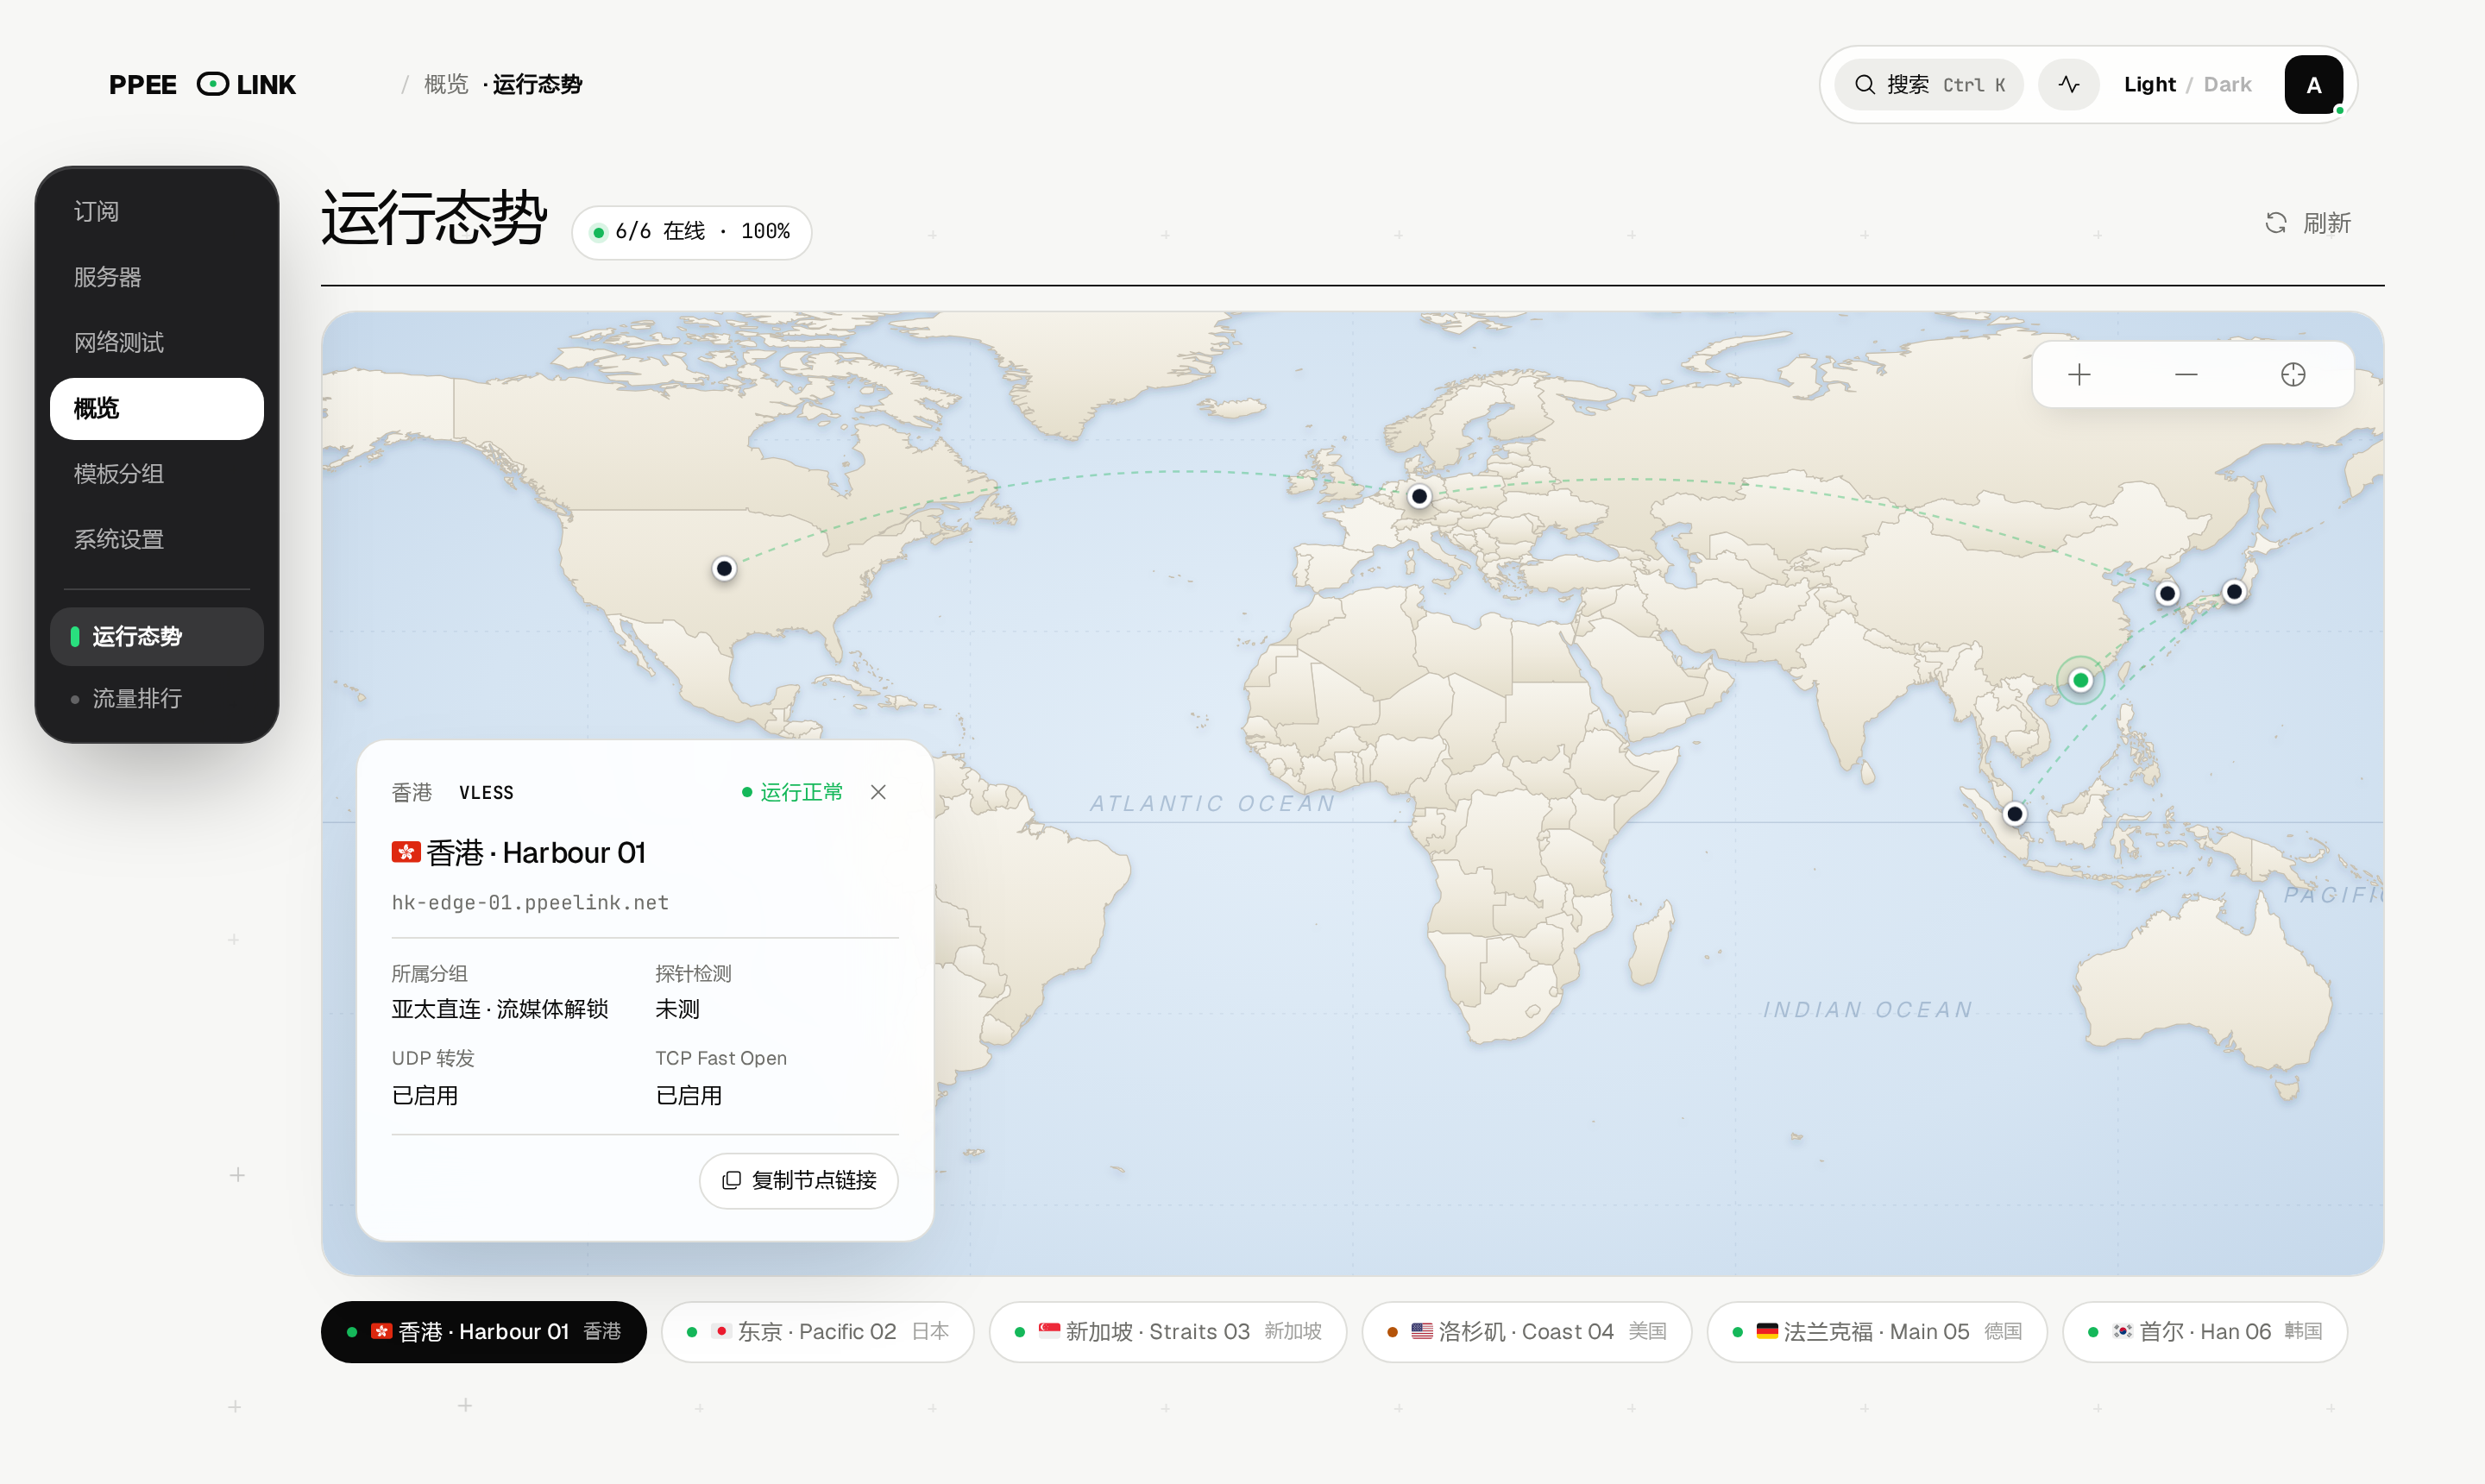 PPEE LINK
/ 概览 · 运行态势
搜索 Ctrl K
Light / Dark
A
订阅
服务器
网络测试
概览
模板分组
系统设置
运行态势
流量排行
运行态势
6/6 在线 · 100%
刷新
ATLANTIC OCEAN
PACIFIC
INDIAN OCEAN
香港 VLESS
运行正常
香港 · Harbour 01
hk-edge-01.ppeelink.net
所属分组
亚太直连 · 流媒体解锁
探针检测
未测
UDP 转发
已启用
TCP Fast Open
已启用
复制节点链接
香港 · Harbour 01 香港
东京 · Pacific 02 日本
新加坡 · Straits 03 新加坡
洛杉矶 · Coast 04 美国
法兰克福 · Main 05 德国
首尔 · Han 06 韩国